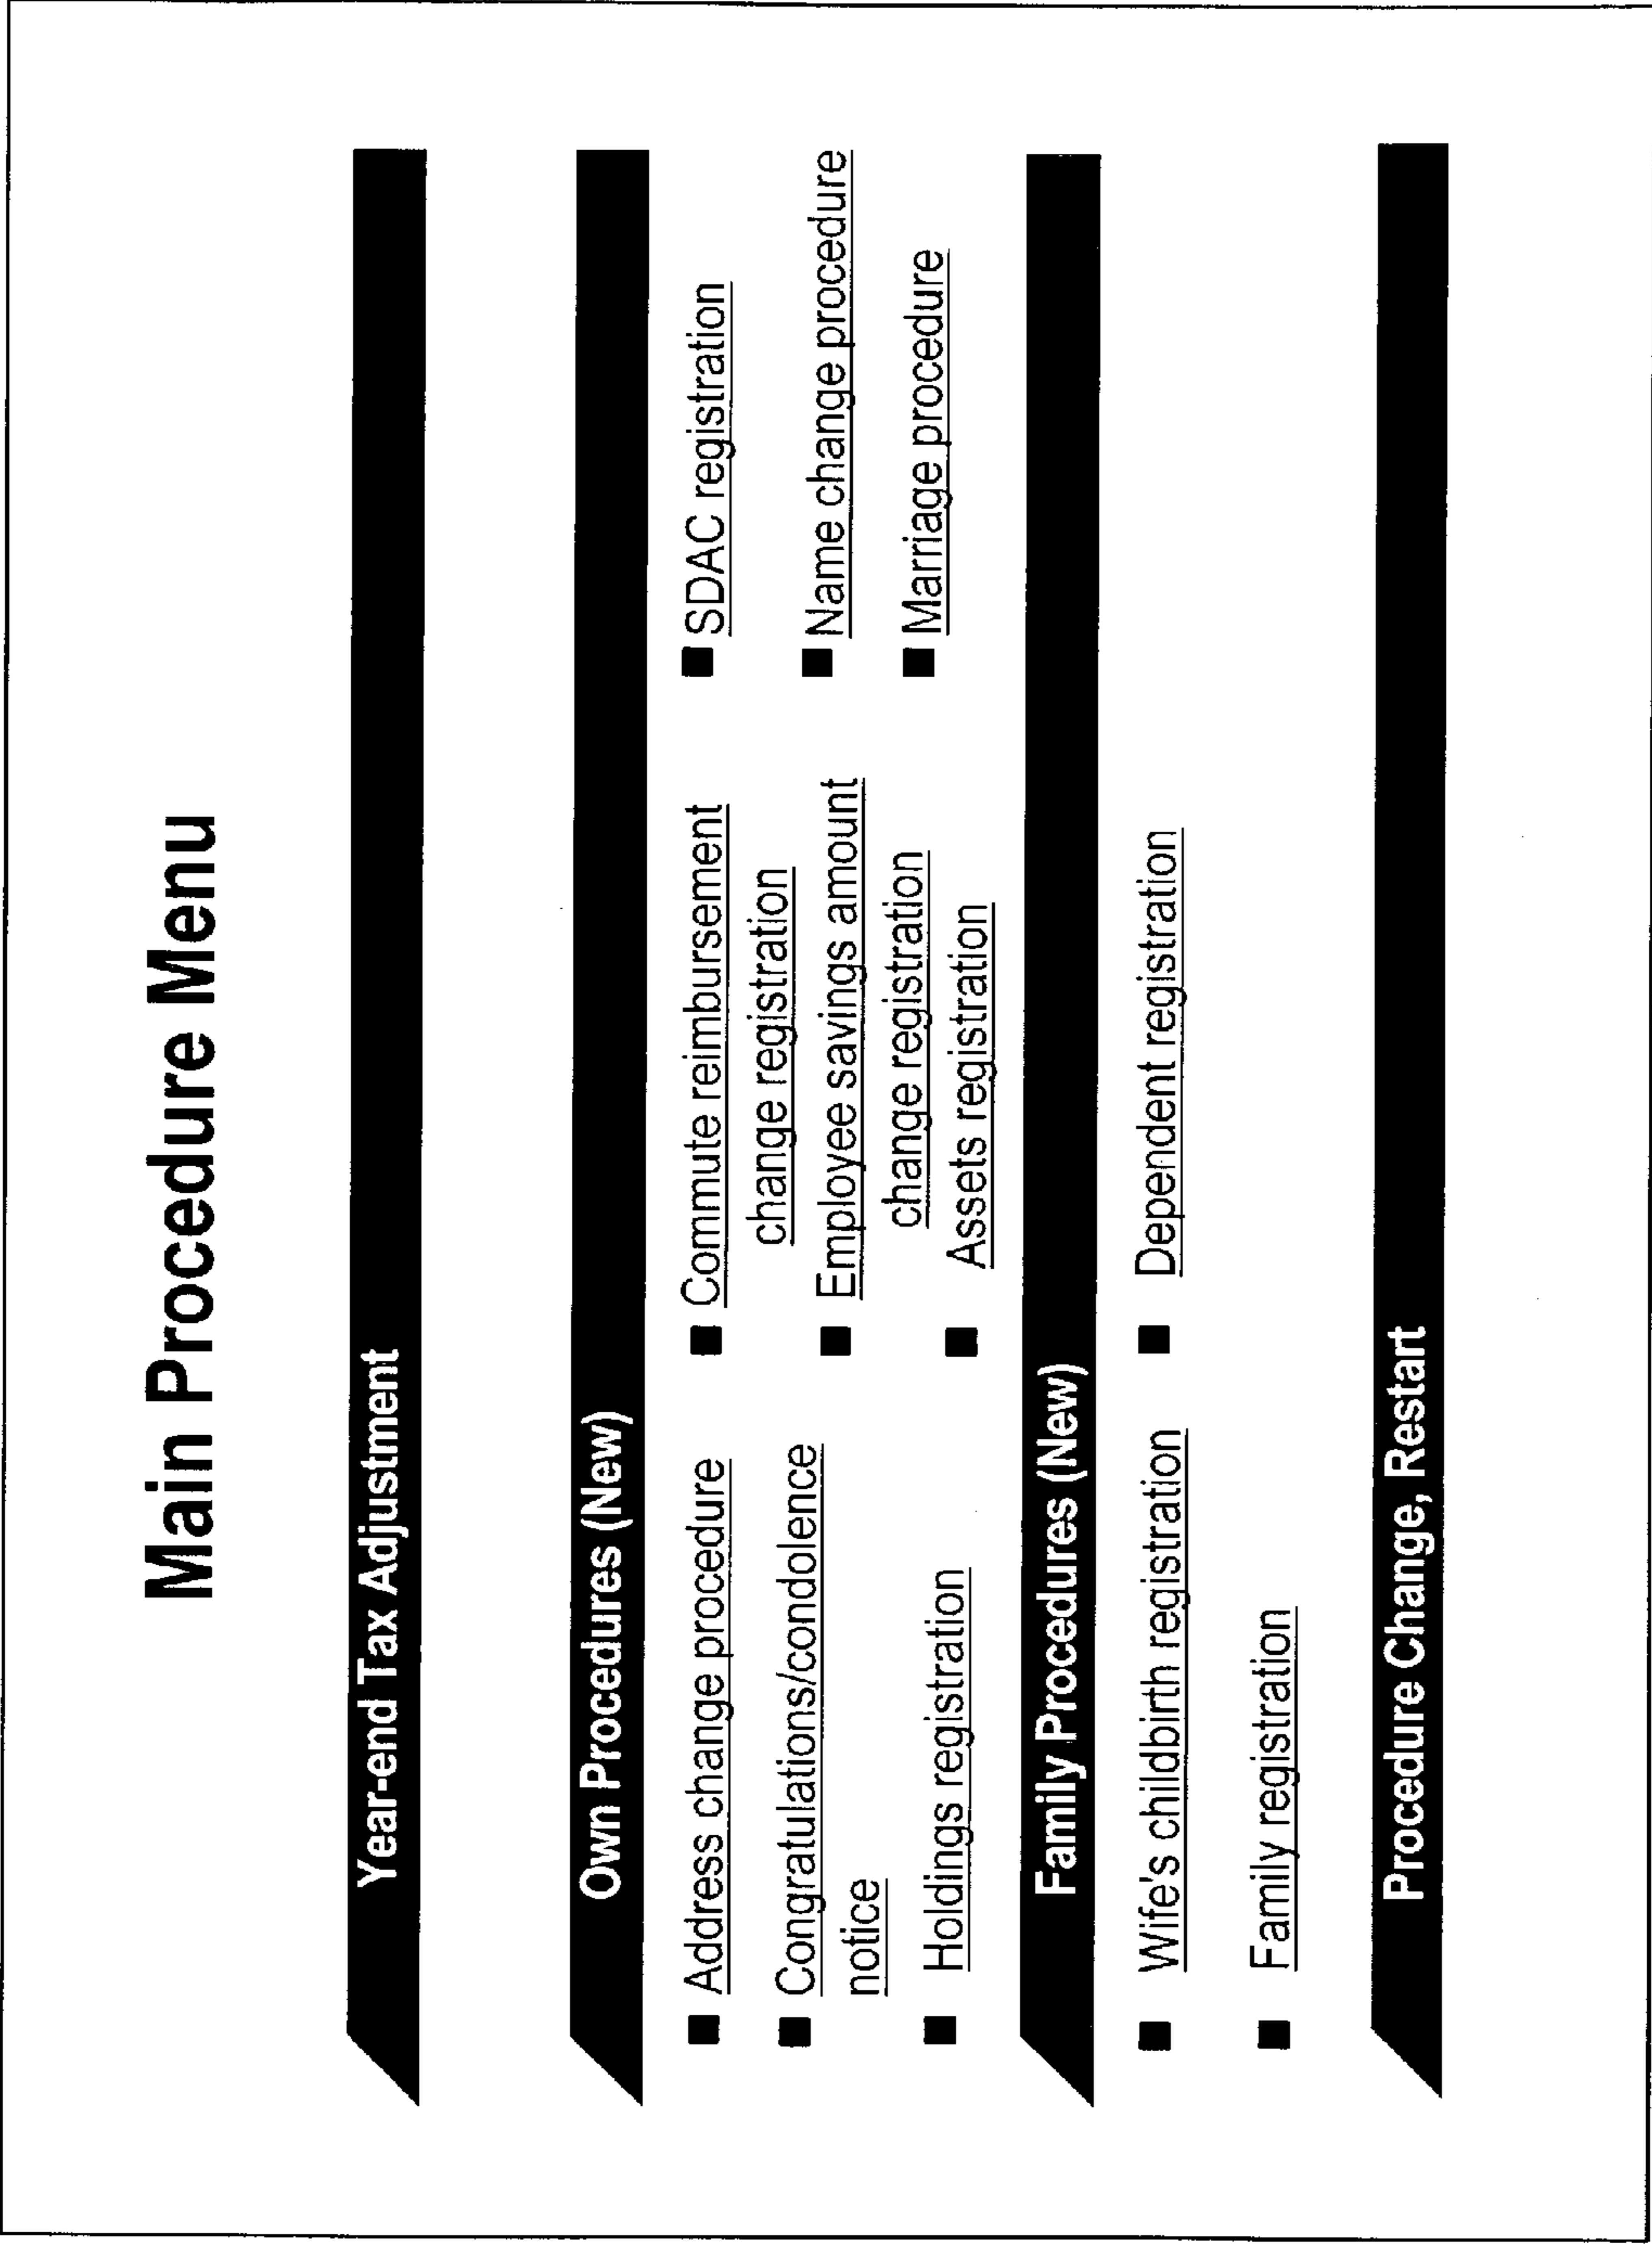 Main Procedure Menu
Year-end Tax Adjustment
Own Procedures (New)
Address change procedure
Congratulations/condolence
notice
Holdings registration
Commute reimbursement
change registration
Employee savings amount
change registration
Assets registration
SDAC registration
Name change procedure
Marriage procedure
Family Procedures (New)
Wife's childbirth registration
Family registration
Dependent registration
Procedure Change, Restart